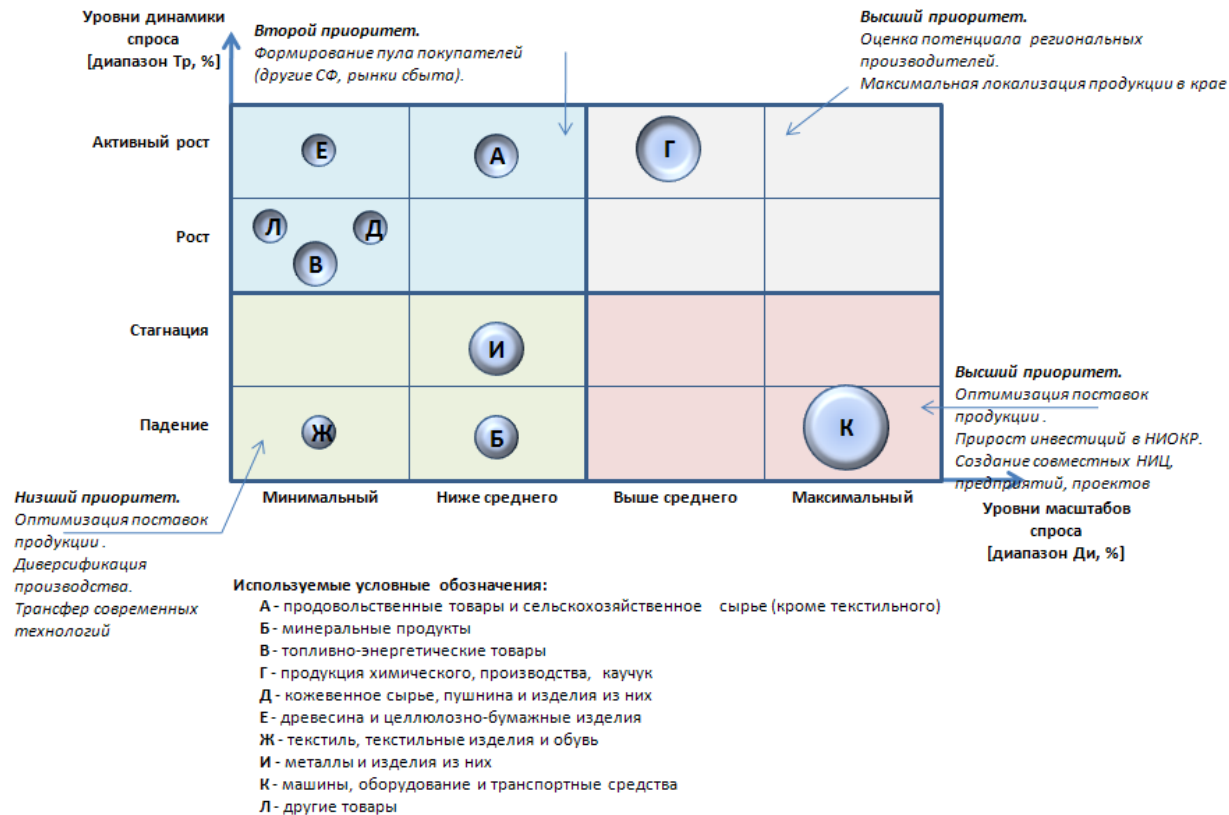 Уровни динамики
спроса
[диапазон Тр, %]
Второй приоритет.
Формирование пула покупателей
(другие СФ, рынки сбыта).
Высший приоритет.
Оценка потенциала региональных
производителей.
Максимальная локализация продукции в крае
Активный рост
Е
А
Г
Рост
Л
Д
В
Стагнация
И
Падение
Ж
Б
К
Высший приоритет.
Оптимизация поставок
продукции .
Прирост инвестиций в НИОКР.
Создание совместных НИЦ,
предприятий, проектов
Минимальный
Ниже среднего
Выше среднего
Максимальный
Уровни масштабов
спроса
[диапазон Ди, %]
Низший приоритет.
Оптимизация поставок
продукции .
Диверсификация
производства.
Трансфер современных
технологий
Используемые условные обозначения:
А - продовольственные товары и сельскохозяйственное сырье (кроме текстильного)
Б - минеральные продукты
В - топливно-энергетические товары
Г - продукция химического, производства, каучук
Д - кожевенное сырье, пушнина и изделия из них
Е - древесина и целлюлозно-бумажные изделия
Ж - текстиль, текстильные изделия и обувь
И - металлы и изделия из них
К - машины, оборудование и транспортные средства
Л - другие товары